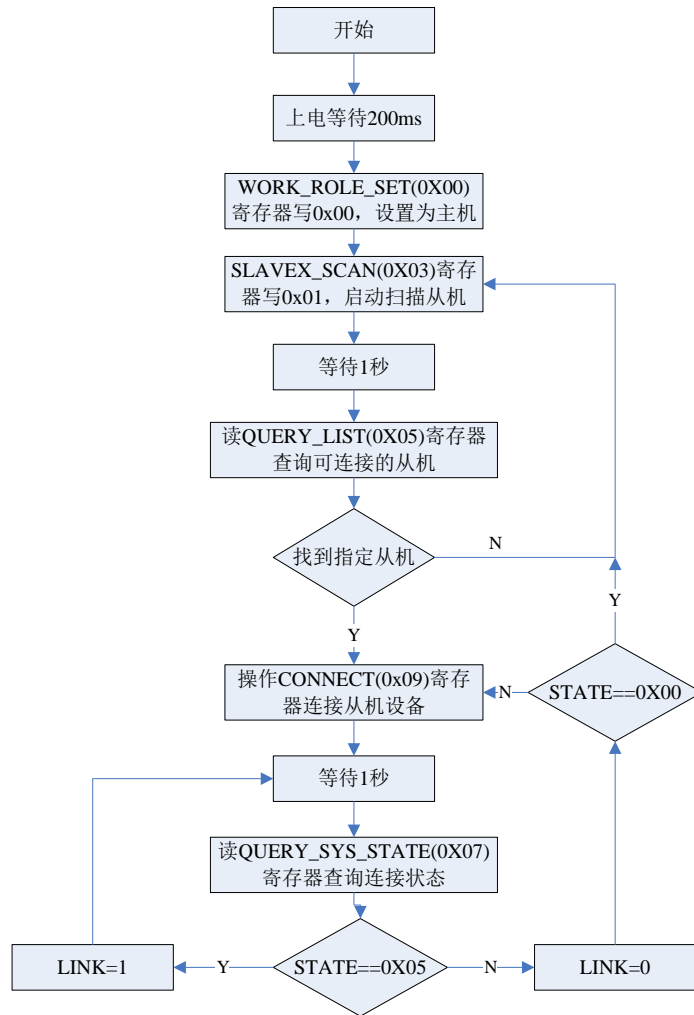 开始
上电等待200ms
WORK_ROLE_SET(0X00)
寄存器写0x00，设置为主机
SLAVEX_SCAN(0X03)寄存
器写0x01，启动扫描从机
等待1秒
读QUERY_LIST(0X05)寄存器
查询可连接的从机
找到指定从机
N
Y
Y
操作CONNECT(0x09)寄存
器连接从机设备
N
STATE==0X00
等待1秒
读QUERY_SYS_STATE(0X07)
寄存器查询连接状态
LINK=1
Y
STATE==0X05
N
LINK=0